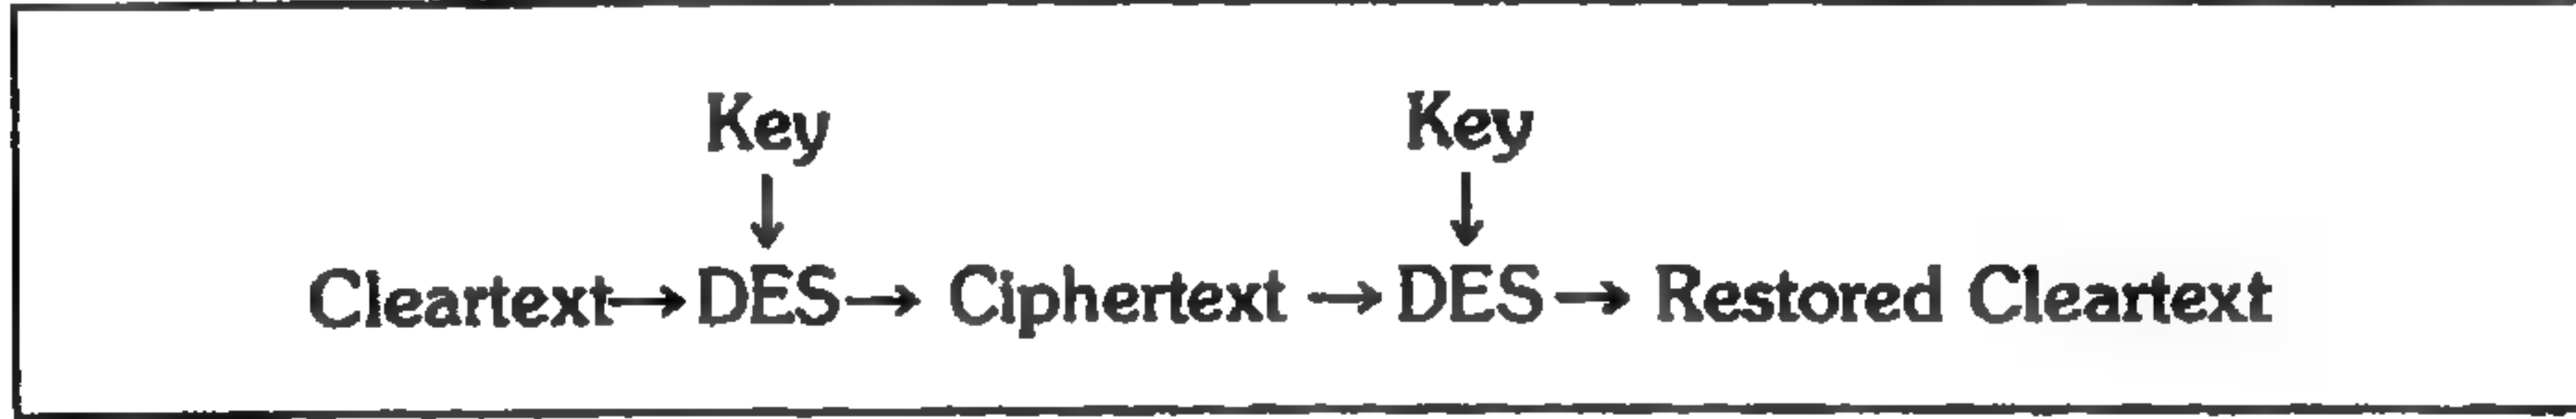 Key Key
Cleartext→DES→ Ciphertext →DES→ Restored Cleartext